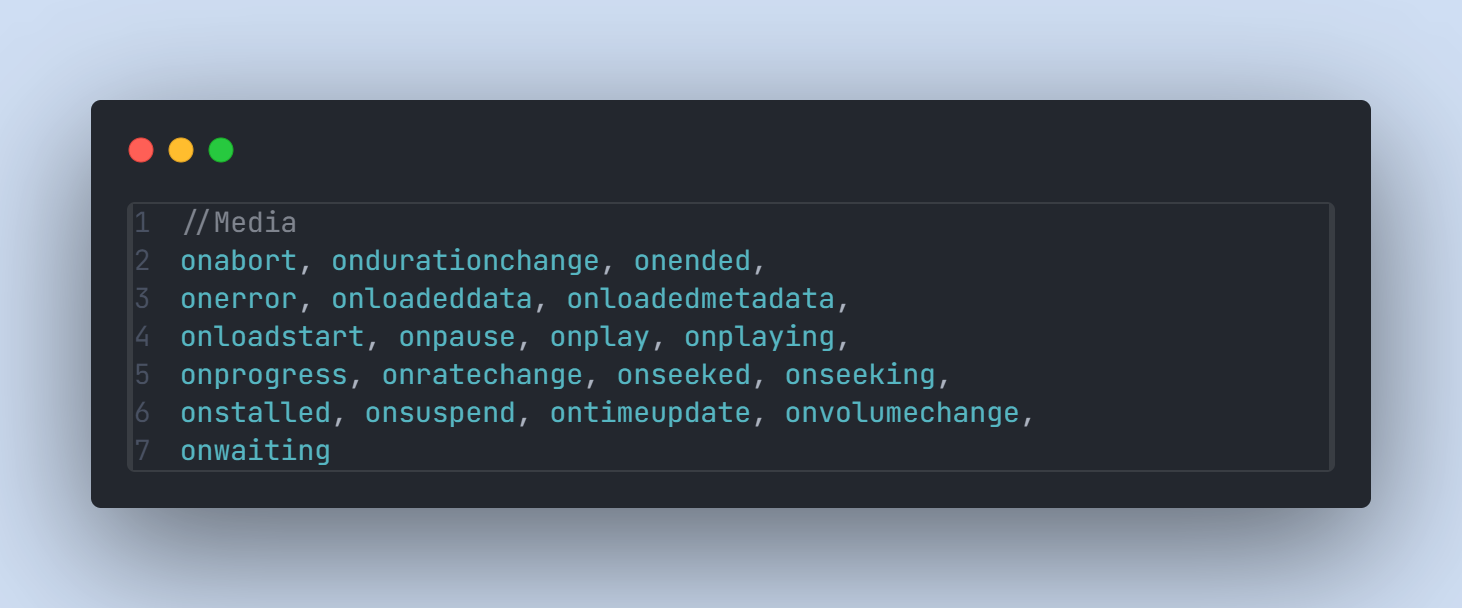 1 //Media
2 onabort, ondurationchange, onended,
3 onerror, onloadeddata, onloadedmetadata,
4 onloadstart, onpause, onplay, onplaying,
5 onprogress, onratechange, onseeked, onseeking,
6 onstalled, onsuspend, ontimeupdate, onvolumechange,
7 onwaiting